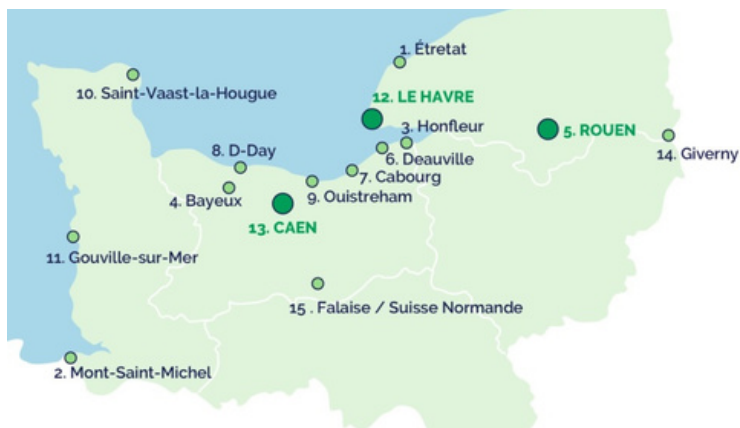 1. Étretat
10. Saint-Vaast-la-Hougue
12. LE HAVRE
3. Honfleur
5. ROUEN
8. D-Day
6. Deauville
14. Giverny
7. Cabourg
4. Bayeux
9. Ouistreham
13. CAEN
11. Gouville-sur-Mer
15 . Falaise / Suisse Normande
2. Mont-Saint-Michel